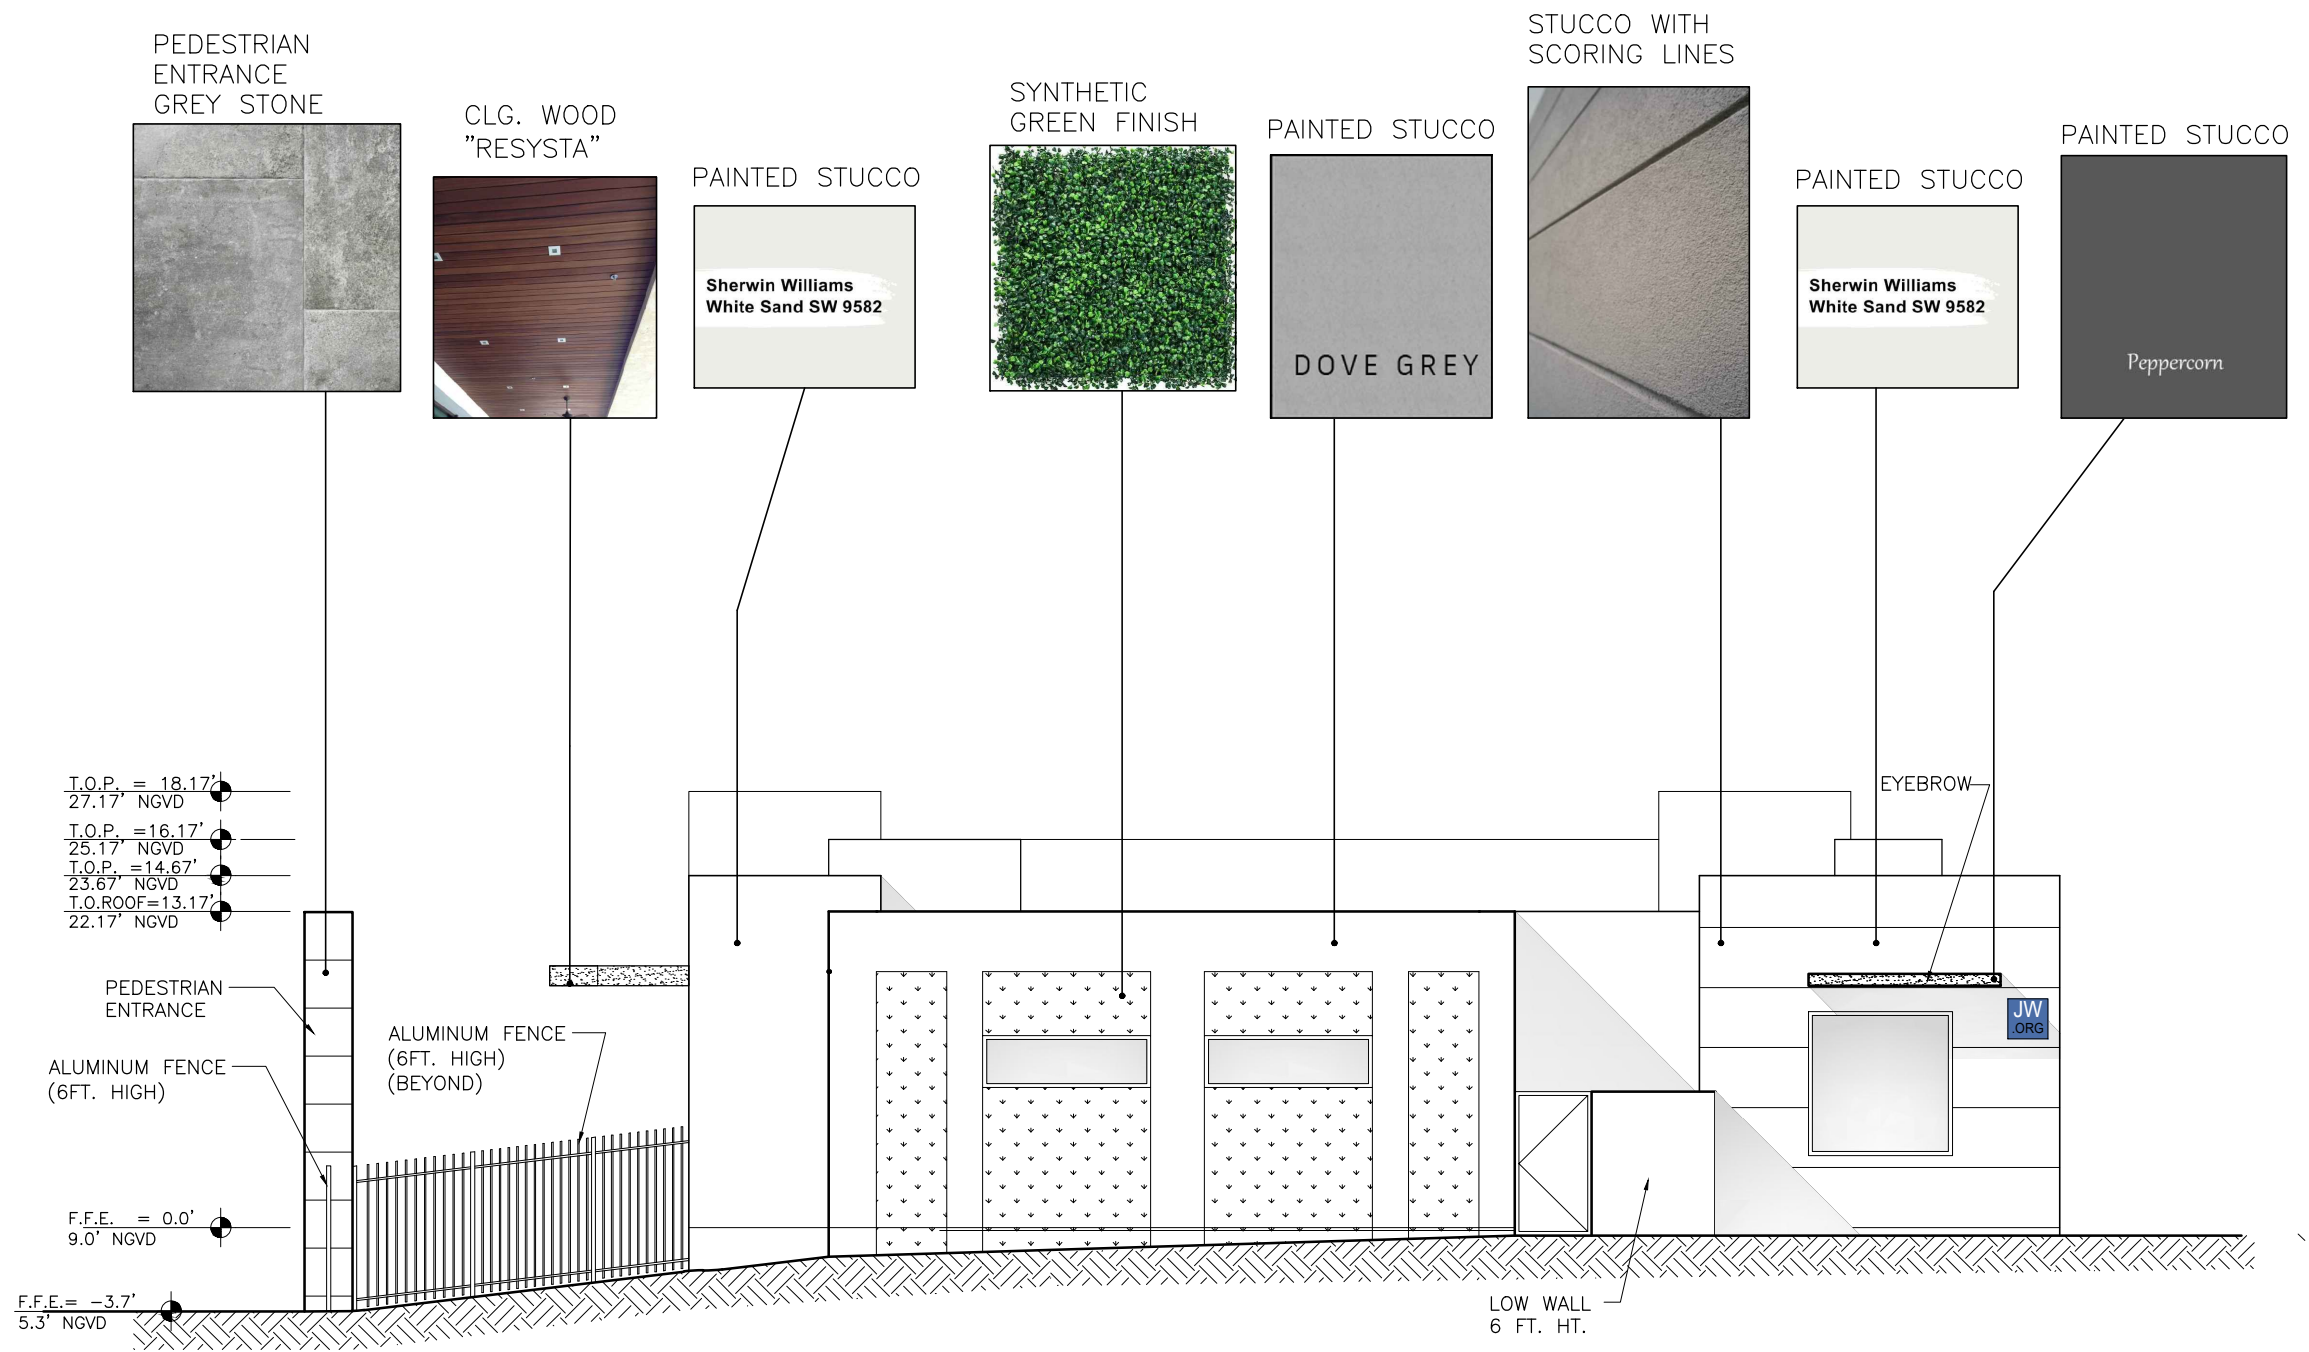 PEDESTRIAN
ENTRANCE
GREY STONE
CLG. WOOD
"RESYSTA"
PAINTED STUCCO
Sherwin Williams
White Sand SW 9582
SYNTHETIC
GREEN FINISH
PAINTED STUCCO
DOVE GREY
STUCCO WITH
SCORING LINES
PAINTED STUCCO
Sherwin Williams
White Sand SW 9582
PAINTED STUCCO
Peppercorn
T.O.P. = 18.17'
27.17' NGVD
T.O.P. =16.17'
25.17' NGVD
T.O.P. =14.67'
23.67' NGVD
T.O.ROOF=13.17'
22.17' NGVD
EYEBROW
PEDESTRIAN
ENTRANCE
ALUMINUM FENCE
(6FT. HIGH)
ALUMINUM FENCE
(6FT. HIGH)
(BEYOND)
JW
.ORG
F.F.E. = 0.0'
9.0' NGVD
F.F.E.= -3.7'
5.3' NGVD
LOW WALL
6 FT. HT.